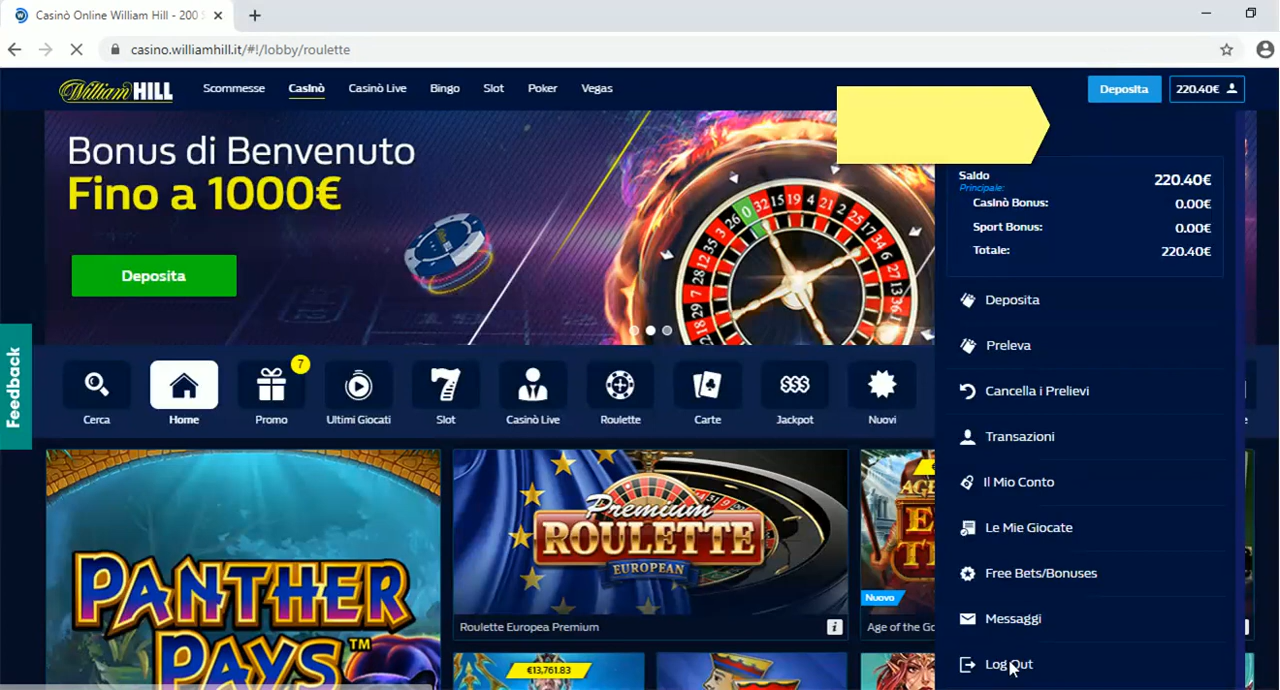 Casinò Online William Hill - 200
casino.williamhill.it/#!/lobby/roulette
William HILL
Scommesse
Casinò
Casinò Live
Bingo
Slot
Poker
Vegas
Deposita
220.40€
Bonus di Benvenuto
Fino a 1000€
Deposita
Saldo
220.40€
Principale:
Casinò Bonus:
0.00€
Sport Bonus:
0.00€
Totale:
220.40€
Deposita
Preleva
Cancella i Prelievi
Transazioni
Il Mio Conto
Le Mie Giocate
Free Bets/Bonuses
Messaggi
Log Out
Feedback
7
Cerca
Home
Promo
Ultimi Giocati
Slot
Casinò Live
Roulette
Carte
$$$
Jackpot
Nuovi
PANTHER
PAYS™
Premium
ROULETTE
EUROPEAN
Roulette Europea Premium
Nuovo
Age of the Go
€13,761.83